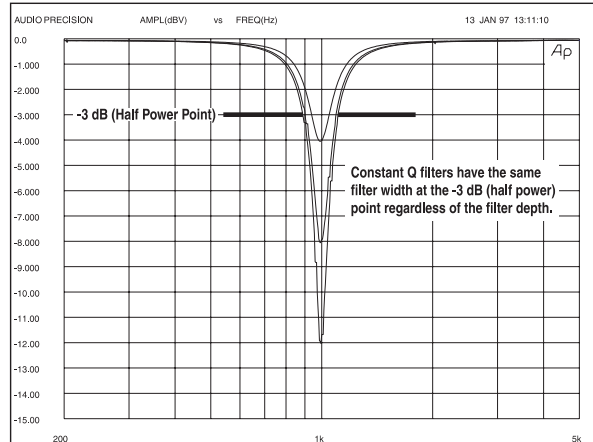 AUDIO PRECISION AMPL(dBV) vs FREQ(Hz) 13 JAN 97 13:11:10
0.0
Ap
-1.000
-2.000
-3.000
-3 dB (Half Power Point)
-4.000
Constant Q filters have the same
-5.000
filter width at the -3 dB (half power)
-6.000
point regardless of the filter depth.
-7.000
-8.000
-9.000
-10.00
-11.00
-12.00
-13.00
-14.00
-15.00
200 1k 5k